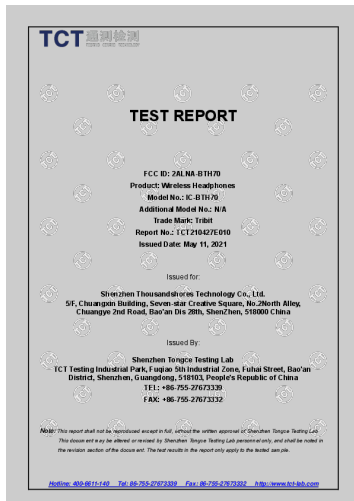 TCT通测检测
TESTING CENTRE TECHNOLOGY
TEST REPORT
FCC ID: 2ALNA-BTH70
Product: Wireless Headphones
Model No.: IC-BTH70
Additional Model No.: N/A
Trade Mark: Tribit
Report No.: TCT210427E010
Issued Date: May 11, 2021
Issued for:
Shenzhen Thousandshores Technology Co., Ltd.
5/F, Chuangxin Building, Seven-star Creative Square, No.2North Alley,
Chuangye 2nd Road, Bao'an Dis 28th, ShenZhen, 518000 China
Issued By:
Shenzhen Tongce Testing Lab
TCT Testing Industrial Park, Fuqiao 5th Industrial Zone, Fuhai Street, Bao'an
District, Shenzhen, Guangdong, 518103, People's Republic of China
TEL: +86-755-27673339
FAX: +86-755-27673332
Note: This report shall not be reproduced except in full, without the written approval of Shenzhen Tongce Testing Lab.
This document may be altered or revised by Shenzhen Tongce Testing Lab personnel only, and shall be noted in
the revision section of the document. The test results in the report only apply to the tested sample.
Hotline: 400-6611-140 Tel: 86-755-27673339 Fax: 86-755-27673332 http://www.tct-lab.com